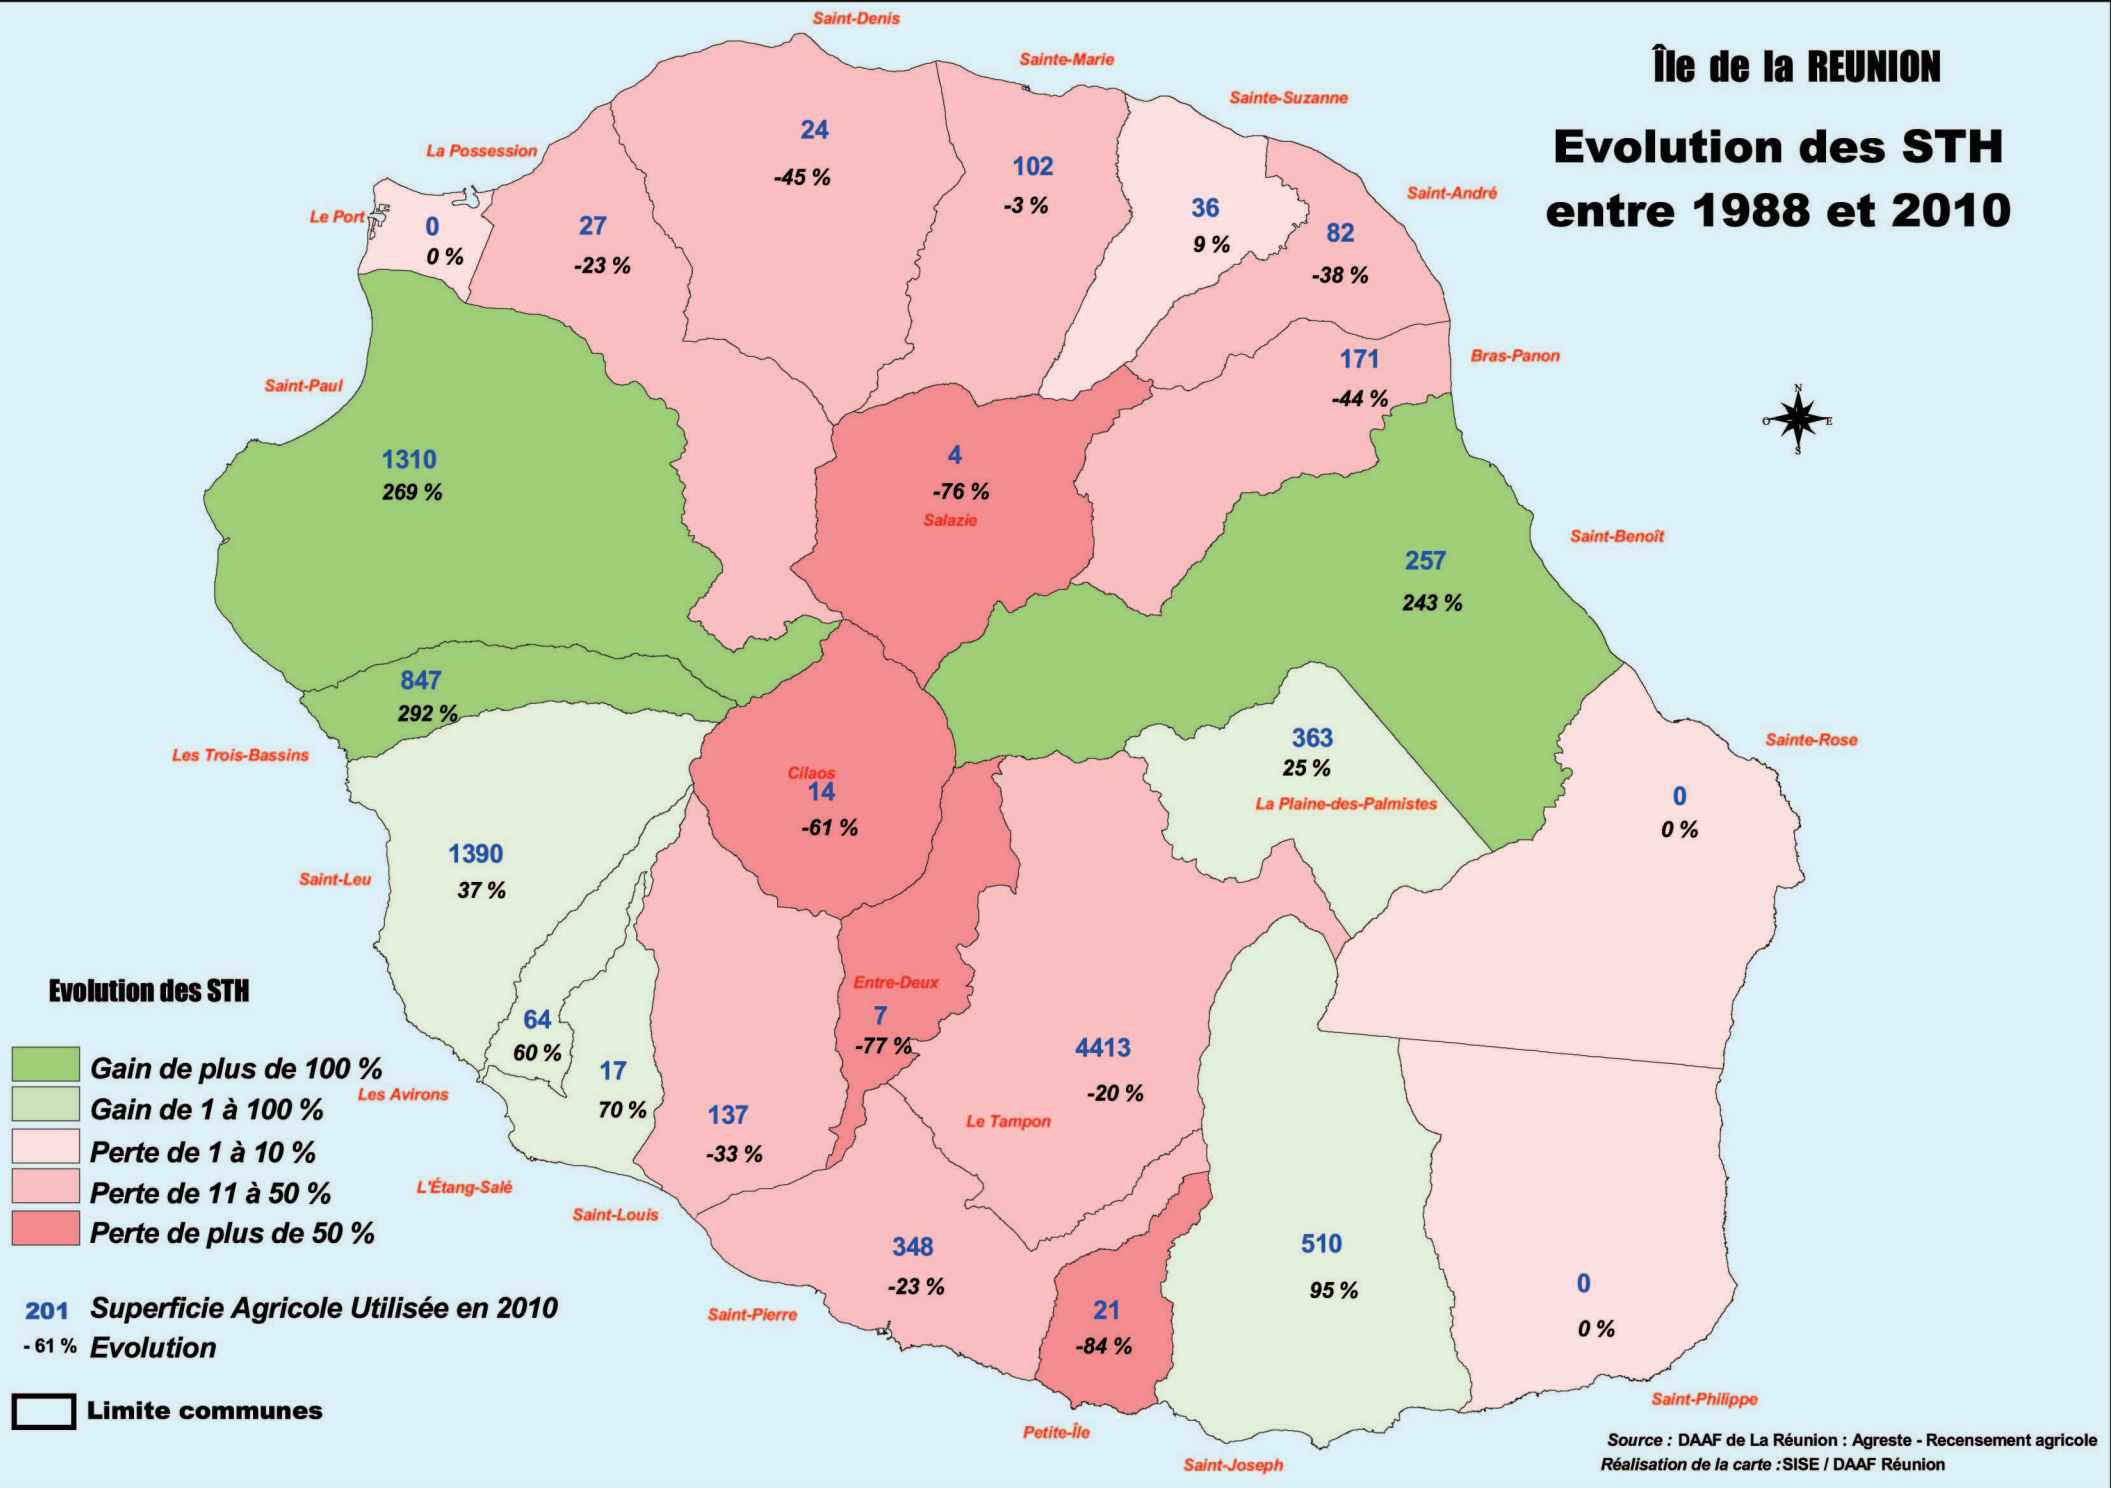 Saint-Denis
Sainte-Marie
Île de la REUNION
Evolution des STH
entre 1988 et 2010
Sainte-Suzanne
La Possession
24
-45 %
102
-3 %
Saint-André
Le Port
0
0 %
27
-23 %
36
9 %
82
-38 %
171
-44 %
Bras-Panon
N
O
E
S
Saint-Paul
1310
269 %
4
-76 %
Salazie
Saint-Benoît
257
243 %
847
292 %
Les Trois-Bassins
363
25 %
La Plaine-des-Palmistes
Sainte-Rose
0
0 %
Cilaos
14
-61 %
Saint-Leu
1390
37 %
Entre-Deux
7
-77 %
64
60 %
17
70 %
4413
-20 %
Le Tampon
137
-33 %
Les Avirons
L'Étang-Salé
Saint-Louis
348
-23 %
Saint-Pierre
21
-84 %
Petite-Île
510
95 %
Saint-Joseph
0
0 %
Saint-Philippe
Evolution des STH
Gain de plus de 100 %
Gain de 1 à 100 %
Perte de 1 à 10 %
Perte de 11 à 50 %
Perte de plus de 50 %
201 Superficie Agricole Utilisée en 2010
- 61 % Evolution
Limite communes
Source : DAAF de La Réunion : Agreste - Recensement agricole
Réalisation de la carte :SISE / DAAF Réunion